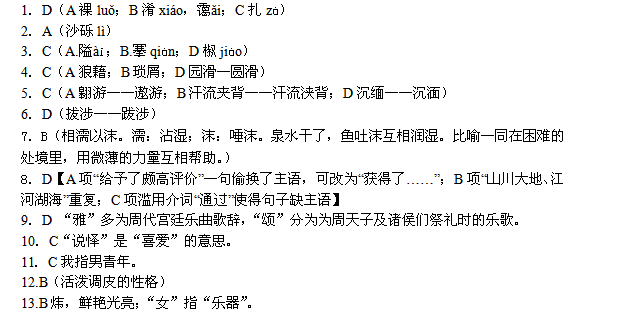 1．D（A 裸 luǒ；B 淆 xiáo，霭ǎi；C 扎 zɑ）
2．A（沙砾 lì）
3．C（A.隘ài；B.搴 qiɑn；D 椒 jiɑo）
4．C（A 狼藉；B 琐屑；D 园滑—圆滑）
5．C（A 翱游——遨游；B 汗流夹背——汗流浃背；D 沉缅——沉湎）
6．D（拔涉——跋涉）
7．B（相濡以沫。濡：沾湿；沫：唾沫。泉水干了，鱼吐沫互相润湿。比喻一同在困难的
处境里，用微薄的力量互相帮助。）
8．D【A 项“给予了颇高评价”一句偷换了主语，可改为“获得了……”；B 项“山川大地、江
河湖海”重复；C 项滥用介词“通过”使得句子缺主语】
9．D “雅”多为周代宫廷乐曲歌辞，“颂”分为为周天子及诸侯们祭礼时的乐歌。
10．C“说怿”是“喜爱”的意思。
11．C 我指男青年。
12.B（活泼调皮的性格）
13.B 炜，鲜艳光亮；“女”指“乐器”。